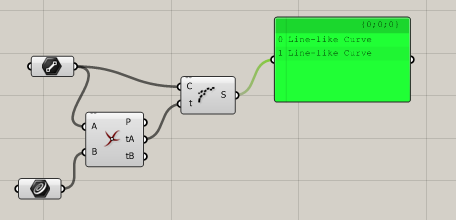 {0;0;0}
0 Line-like Curve
1 Line-like Curve
C
t
S
A
B
P
tA
tB